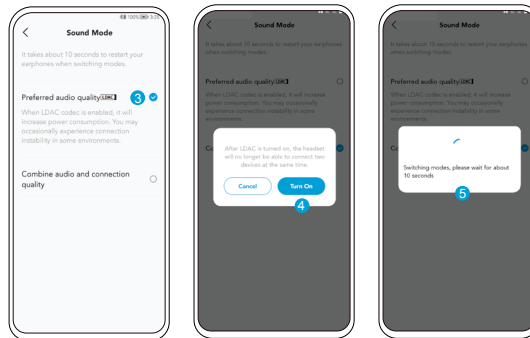 100% 3:35
Sound Mode
It takes about 10 seconds to restart your
earphones when switching modes.
Preferred audio quality LDAC
3
When LDAC codec is enabled, it will
increase power consumption. You may
occasionally experience connection
instability in some environments.
Combine audio and connection
quality
Sound Mode
It takes about 10 seconds to restart your earphones
when switching modes.
Preferred audio quality LDAC
When LDAC codec is enabled, it will increase
power consumption. You may occasionally
experience connection instability in some
environments.
Co
After LDAC is turned on, the headset
will no longer be able to connect two
devices at the same time.
Cancel
Turn On
4
Sound Mode
It takes about 10 seconds to restart your earphones
when switching modes.
Preferred audio quality LDAC
When LDAC codec is enabled, it will increase
power consumption. You may occasionally
experience connection instability in some
environments.
Co
Switching modes, please wait for about
10 seconds
5